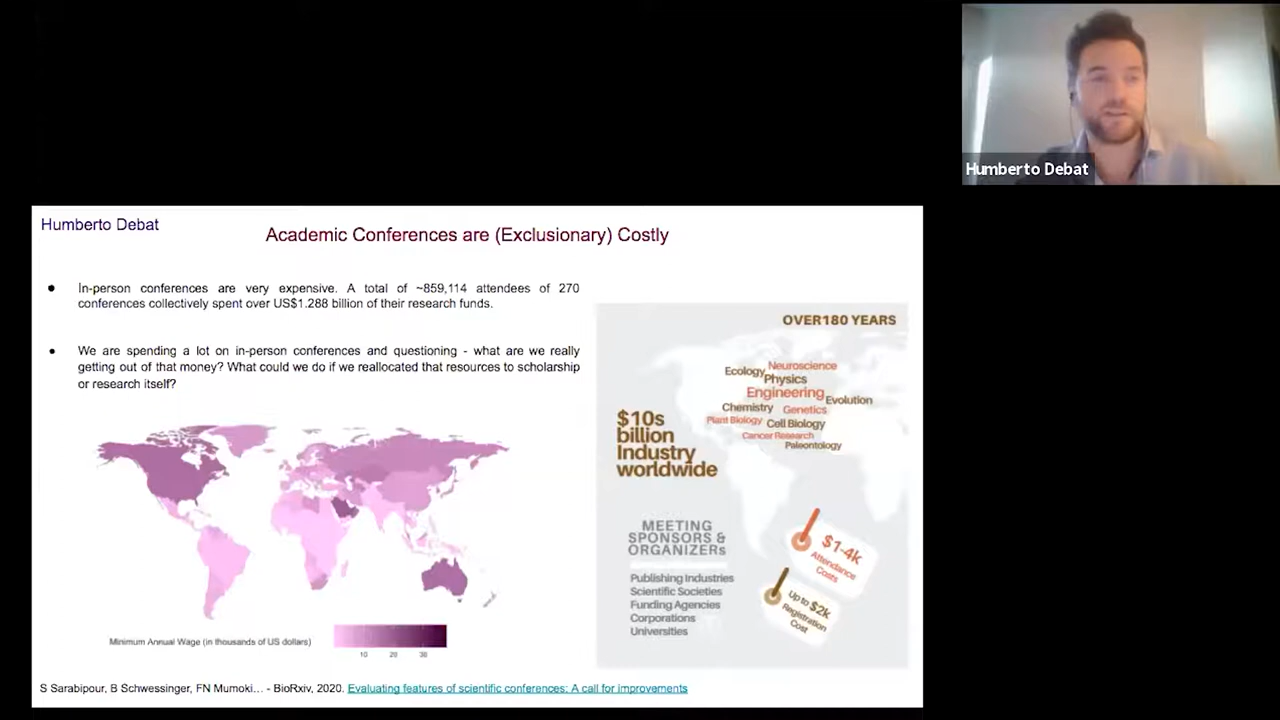 Humberto Debat
Humberto Debat
Academic Conferences are (Exclusionary) Costly
● In-person conferences are very expensive. A total of ~859,114 attendees of 270
conferences collectively spent over US$1.288 billion of their research funds.
● We are spending a lot on in-person conferences and questioning - what are we really
getting out of that money? What could we do if we reallocated that resources to scholarship
or research itself?
Minimum Annual Wage (in thousands of US dollars)
10 20 30
OVER180 YEARS
Neuroscience
Ecology
Physics
Engineering
Evolution
Chemistry Genetics
Plant Biology Cell Biology
Cancer Research
Paleontology
$10s
billion
Industry
worldwide
MEETING
SPONSORS &
ORGANIZERs
Publishing Industries
Scientific Societies
Funding Agencies
Corporations
Universities
$1-4k
Attendance
Costs
Up to $2k
Registration
Cost
S Sarabipour, B Schwessinger, FN Mumoki... - BioRxiv, 2020. Evaluating features of scientific conferences: A call for improvements